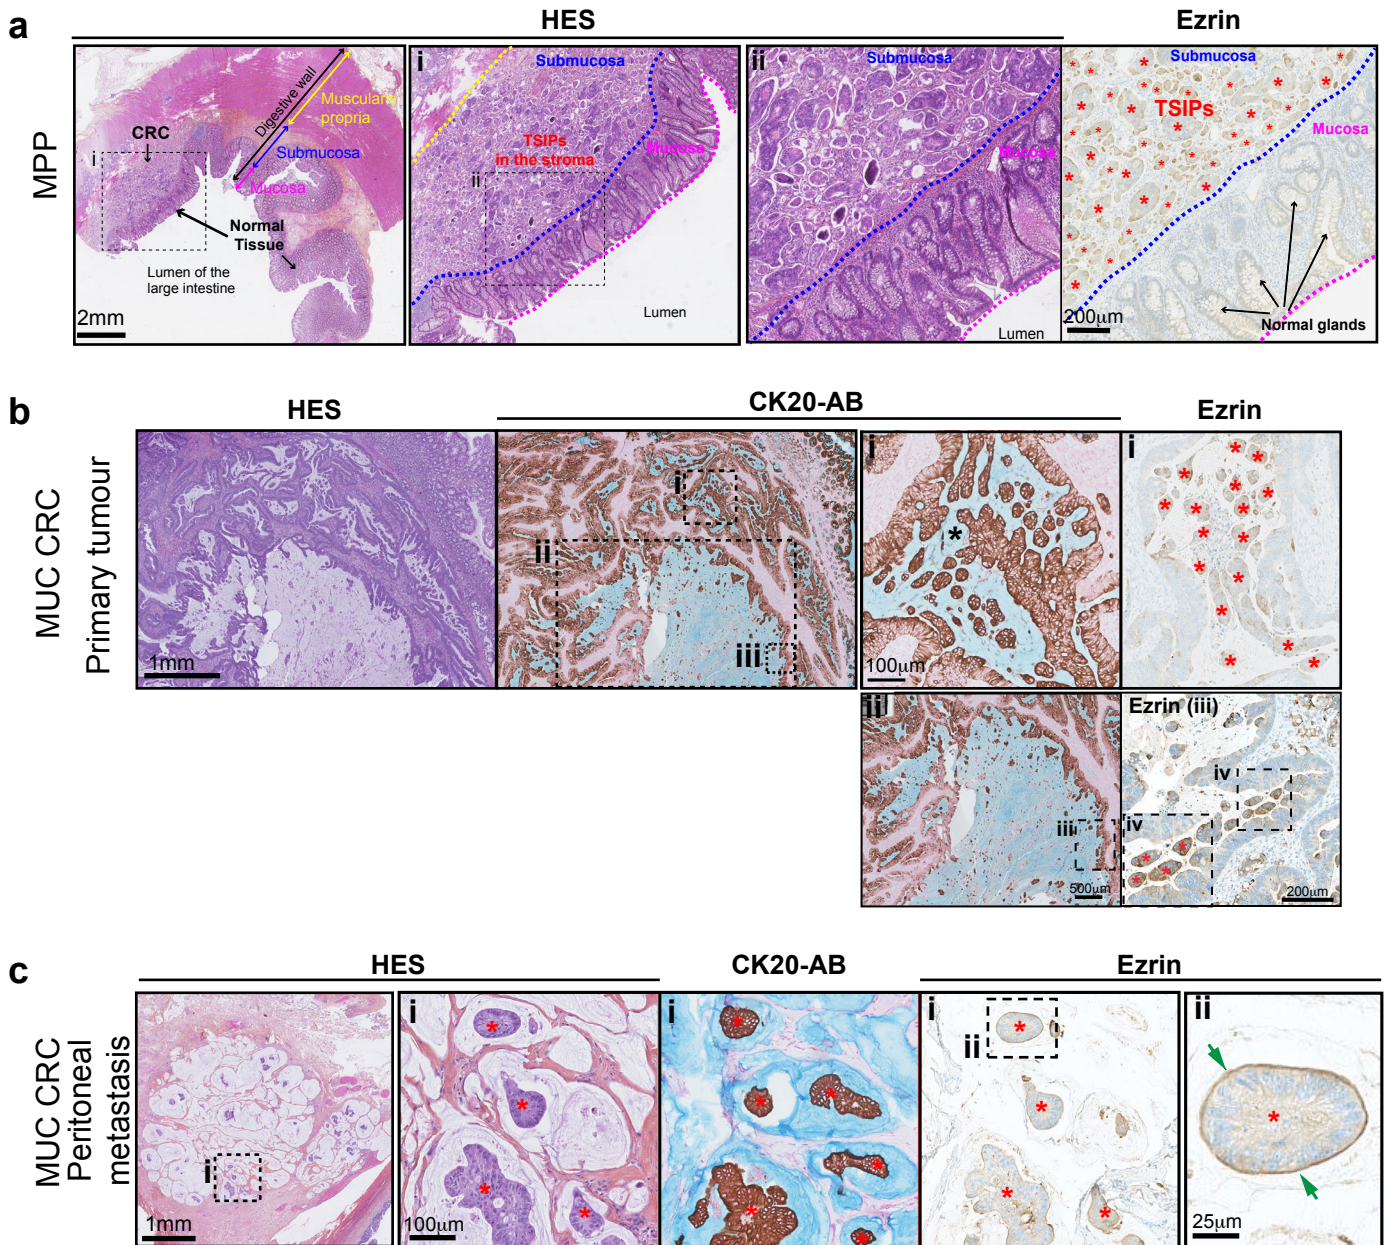 a
HES
Ezrin
MPP
CRC
i
Digestive wall
Muscularis
propria
Submucosa
Mucosa
Normal
Tissue
Lumen of the
large intestine
2mm
i
Submucosa
TSIPs
in the stroma
Mucosa
ii
Lumen
ii
Submucosa
Mucosa
Lumen
Submucosa
TSIPs
Mucosa
200µm
Normal glands
b
HES
CK20-AB
Ezrin
MUC CRC
Primary tumour
1mm
i
ii
iii
i
*
100µm
i
ii
iii
500µm
Ezrin (iii)
iv
iv
200µm
c
HES
CK20-AB
Ezrin
MUC CRC
Peritoneal
metastasis
i
1mm
i
100µm
i
i
ii
ii
25µm